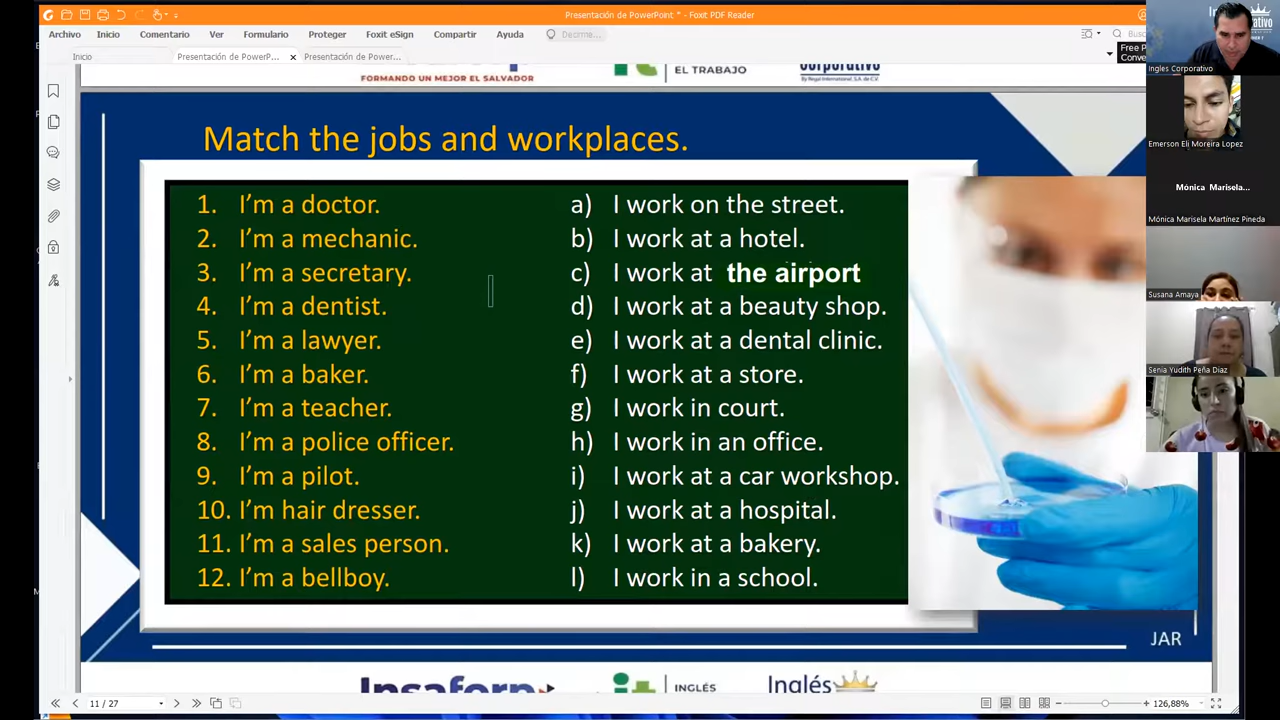 Presentación de PowerPoint * - Foxit PDF Reader
Archivo Inicio Comentario Ver Formulario Proteger Foxit eSign Compartir Ayuda Decirme...
Inicio Presentación de PowerP... Presentación de PowerP...
Free P
Conve
FORMANDO UN MEJOR EL SALVADOR
EL TRABAJO
Corporativo
Match the jobs and workplaces.
1. I'm a doctor.
2. I'm a mechanic.
3. I'm a secretary.
4. I'm a dentist.
5. I'm a lawyer.
6. I'm a baker.
7. I'm a teacher.
8. I'm a police officer.
9. I'm a pilot.
10. I'm hair dresser.
11. I'm a sales person.
12. I'm a bellboy.
a) I work on the street.
b) I work at a hotel.
c) I work at the airport
d) I work at a beauty shop.
e) I work at a dental clinic.
f) I work at a store.
g) I work in court.
h) I work in an office.
i) I work at a car workshop.
j) I work at a hospital.
k) I work at a bakery.
l) I work in a school.
JAR
Insaforp
INGLÉS
Inglés
11 / 27
126,88%
Ingles Corporativo
Emerson Eli Moreira Lopez
Mónica Marisela...
Mónica Marisela Martínez Pineda
Susana Amaya
Senia Yudith Peña Diaz